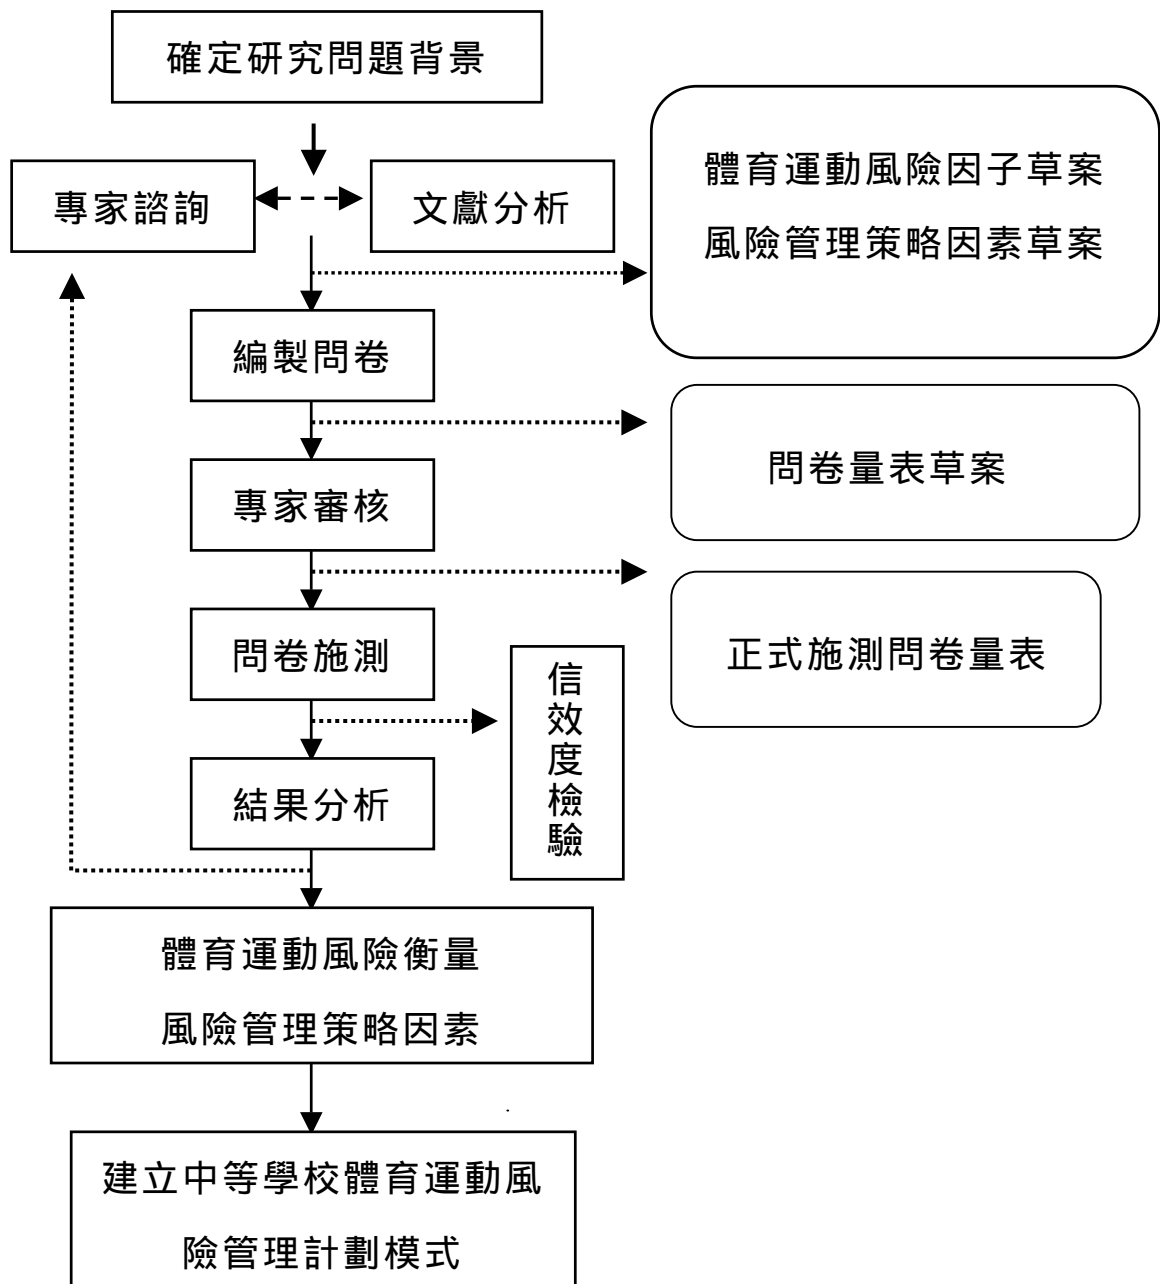 確定研究問題背景
專家諮詢
文獻分析
體育運動風險因子草案
風險管理策略因素草案
編製問卷
問卷量表草案
專家審核
正式施測問卷量表
問卷施測
信效度檢驗
結果分析
體育運動風險衡量
風險管理策略因素
建立中等學校體育運動風
險管理計劃模式